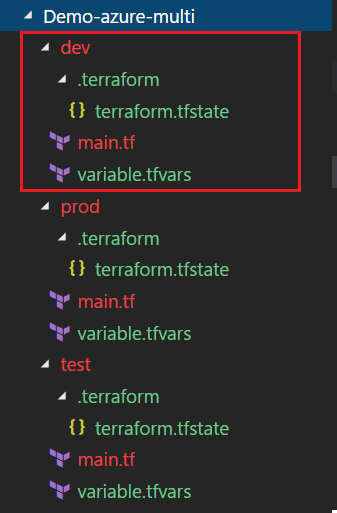 Demo-azure-multi
dev
.terraform
{} terraform.tfstate
main.tf
variable.tfvars
prod
.terraform
{} terraform.tfstate
main.tf
variable.tfvars
test
.terraform
{} terraform.tfstate
main.tf
variable.tfvars